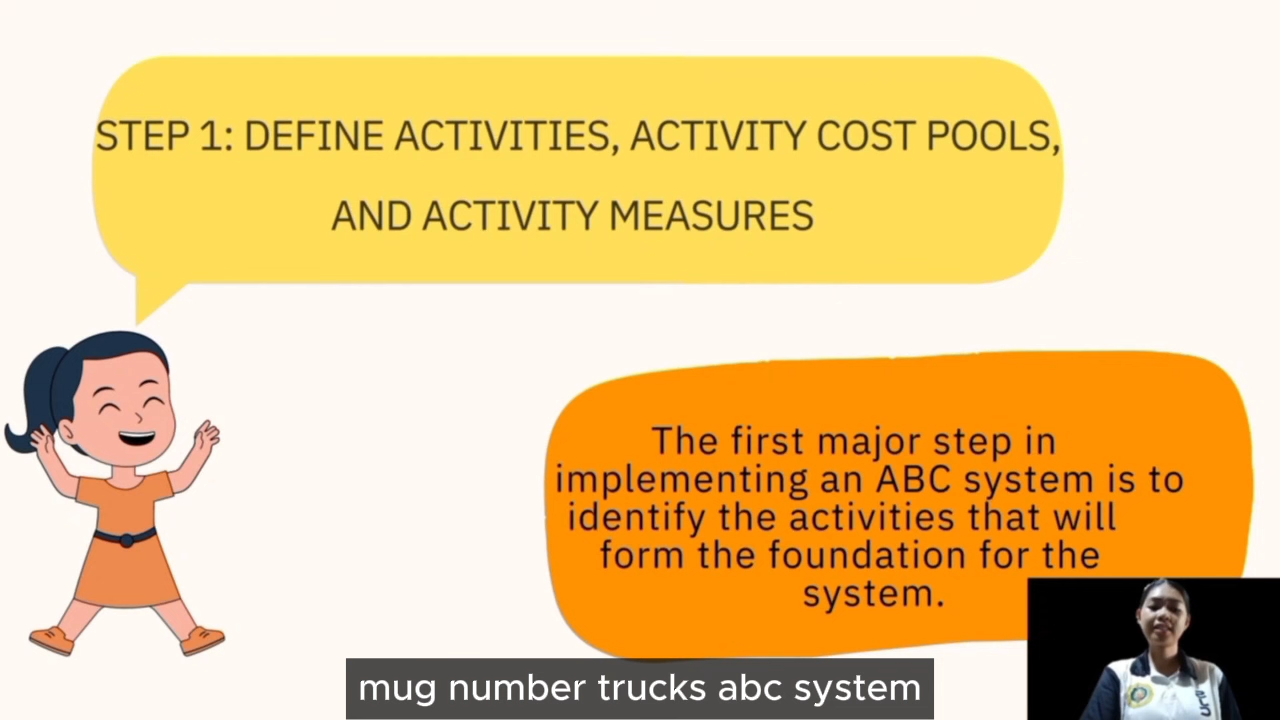 STEP 1: DEFINE ACTIVITIES, ACTIVITY COST POOLS,
AND ACTIVITY MEASURES
The first major step in
implementing an ABC system is to
identify the activities that will
form the foundation for the
system.
mug number trucks abc system